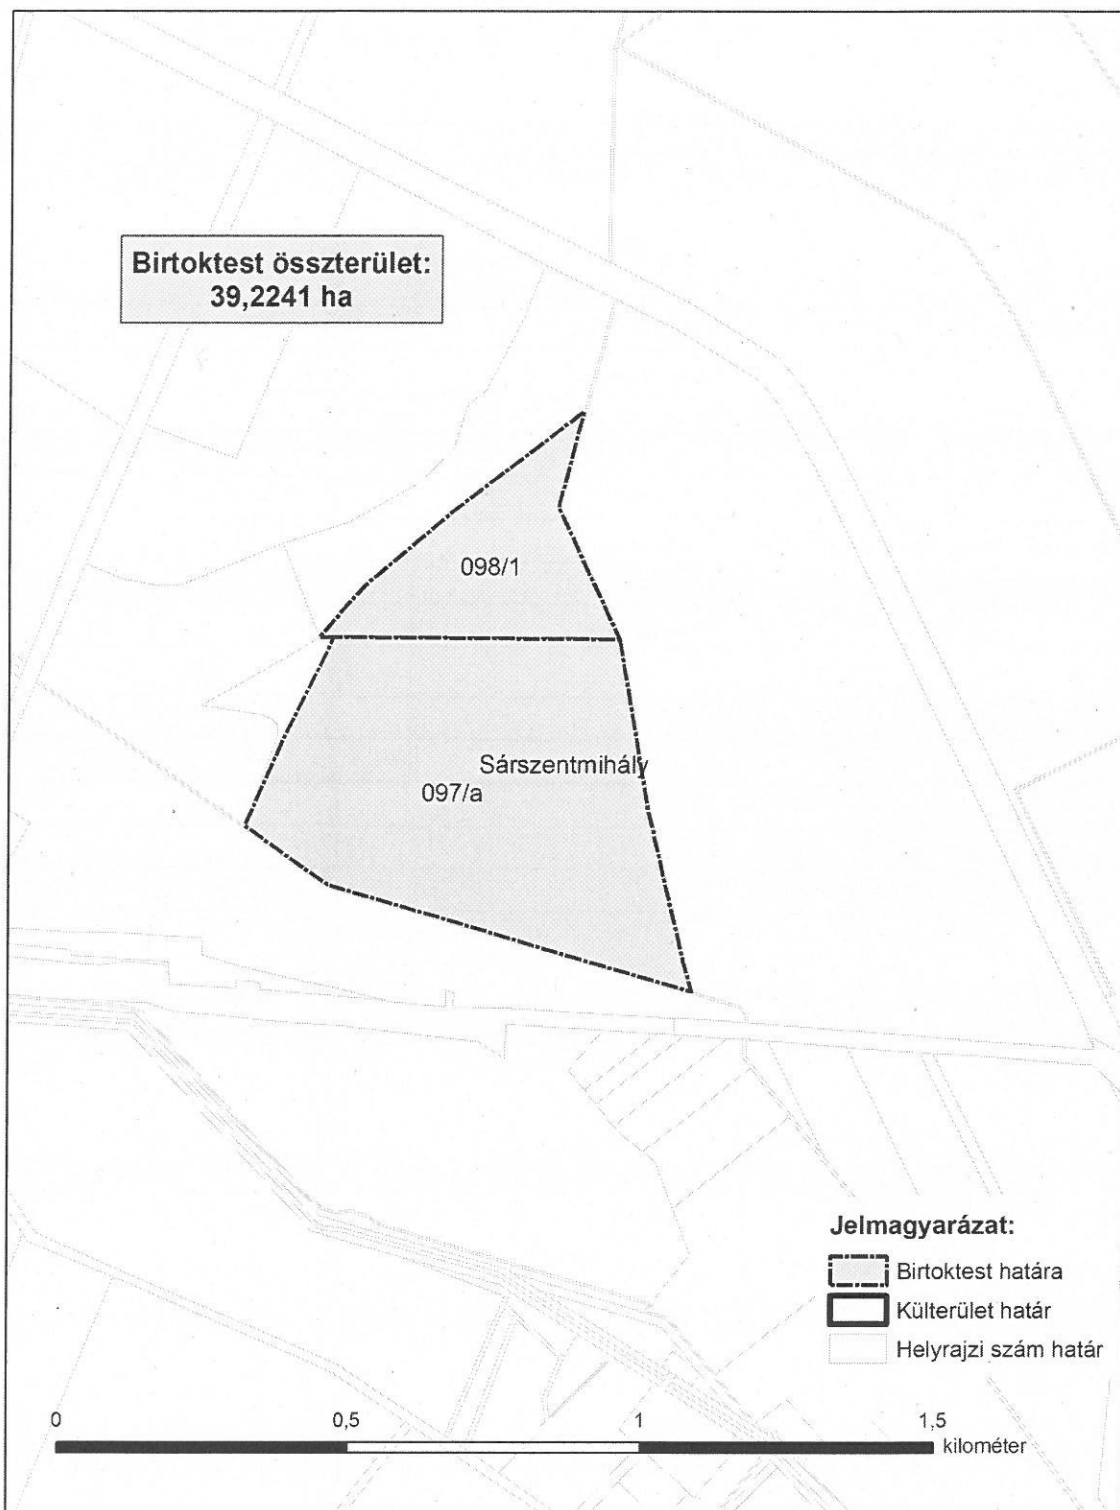 Birtoktest összterület:
39,2241 ha
098/1
Sárszentmihály
097/a
Jelmagyarázat:
Birtoktest határa
Külterület határ
Helyrajzi szám határ
0 0,5 1 1,5
kilométer